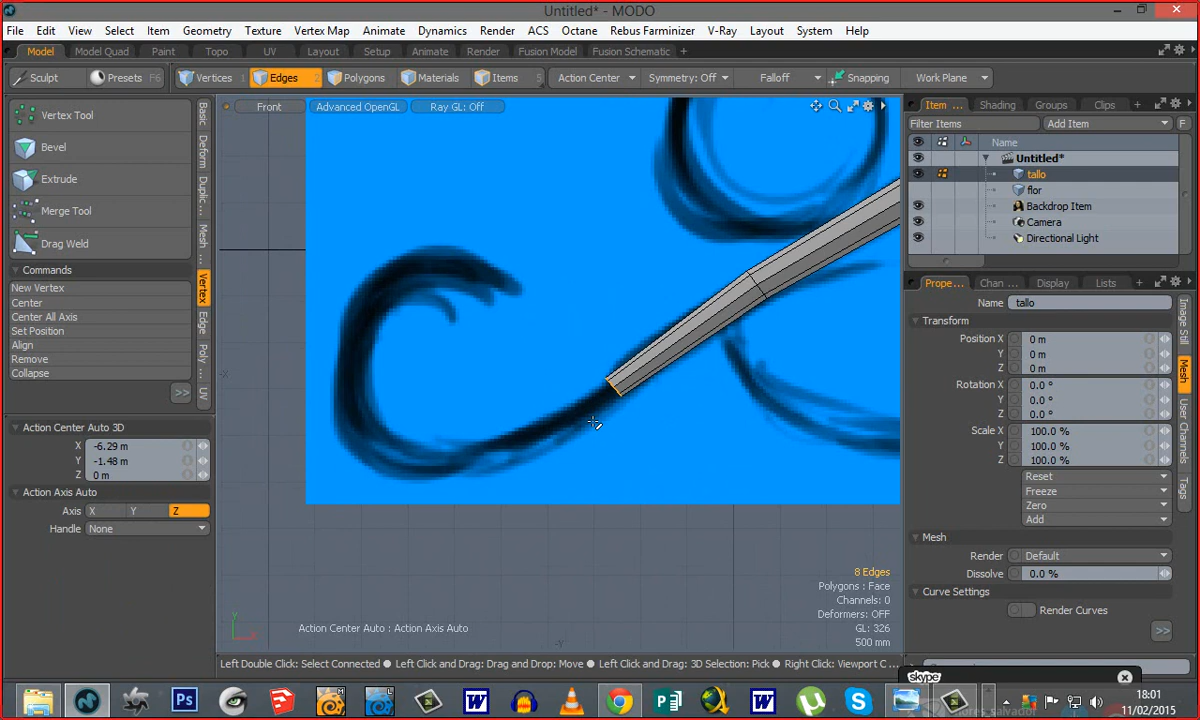 Untitled* - MODO
File Edit View Select Item Geometry Texture Vertex Map Animate Dynamics Render ACS Octane Rebus Farminizer V-Ray Layout System Help
Model Model Quad Paint Topo UV Layout Setup Animate Render Fusion Model Fusion Schematic +
Sculpt Presets F6 Vertices 1 Edges 2 Polygons Materials Items 5 Action Center Symmetry: Off Falloff Snapping Work Plane
Vertex Tool
Bevel
Extrude
Merge Tool
Drag Weld
Commands
New Vertex
Center
Center All Axis
Set Position
Align
Remove
Collapse
>>
Basic
Deform
Duplic...
Mesh ...
Vertex
Edge
Poly ...
UV
Action Center Auto 3D
X -6.29 m
Y -1.48 m
Z 0 m
Action Axis Auto
Axis X Y Z
Handle None
Front Advanced OpenGL Ray GL: Off
8 Edges
Polygons : Face
Channels: 0
Deformers: OFF
GL: 326
500 mm
Action Center Auto : Action Axis Auto
Y
X
-X
-Y
Left Double Click: Select Connected ● Left Click and Drag: Drag and Drop: Move ● Left Click and Drag: 3D Selection: Pick ● Right Click: Viewport C ...
Item ... Shading Groups Clips +
Filter Items Add Item F
Name
Untitled*
tallo
flor
Backdrop Item
Camera
Directional Light
Prope... Chan ... Display Lists +
Name tallo
Transform
Position X 0 m
Y 0 m
Z 0 m
Rotation X 0.0 °
Y 0.0 °
Z 0.0 °
Scale X 100.0 %
Y 100.0 %
Z 100.0 %
Reset
Freeze
Zero
Add
Mesh
Render Default
Dissolve 0.0 %
Curve Settings
Render Curves
>>
Image Still
Mesh
User Channels
Tags
skype
18:01
11/02/2015